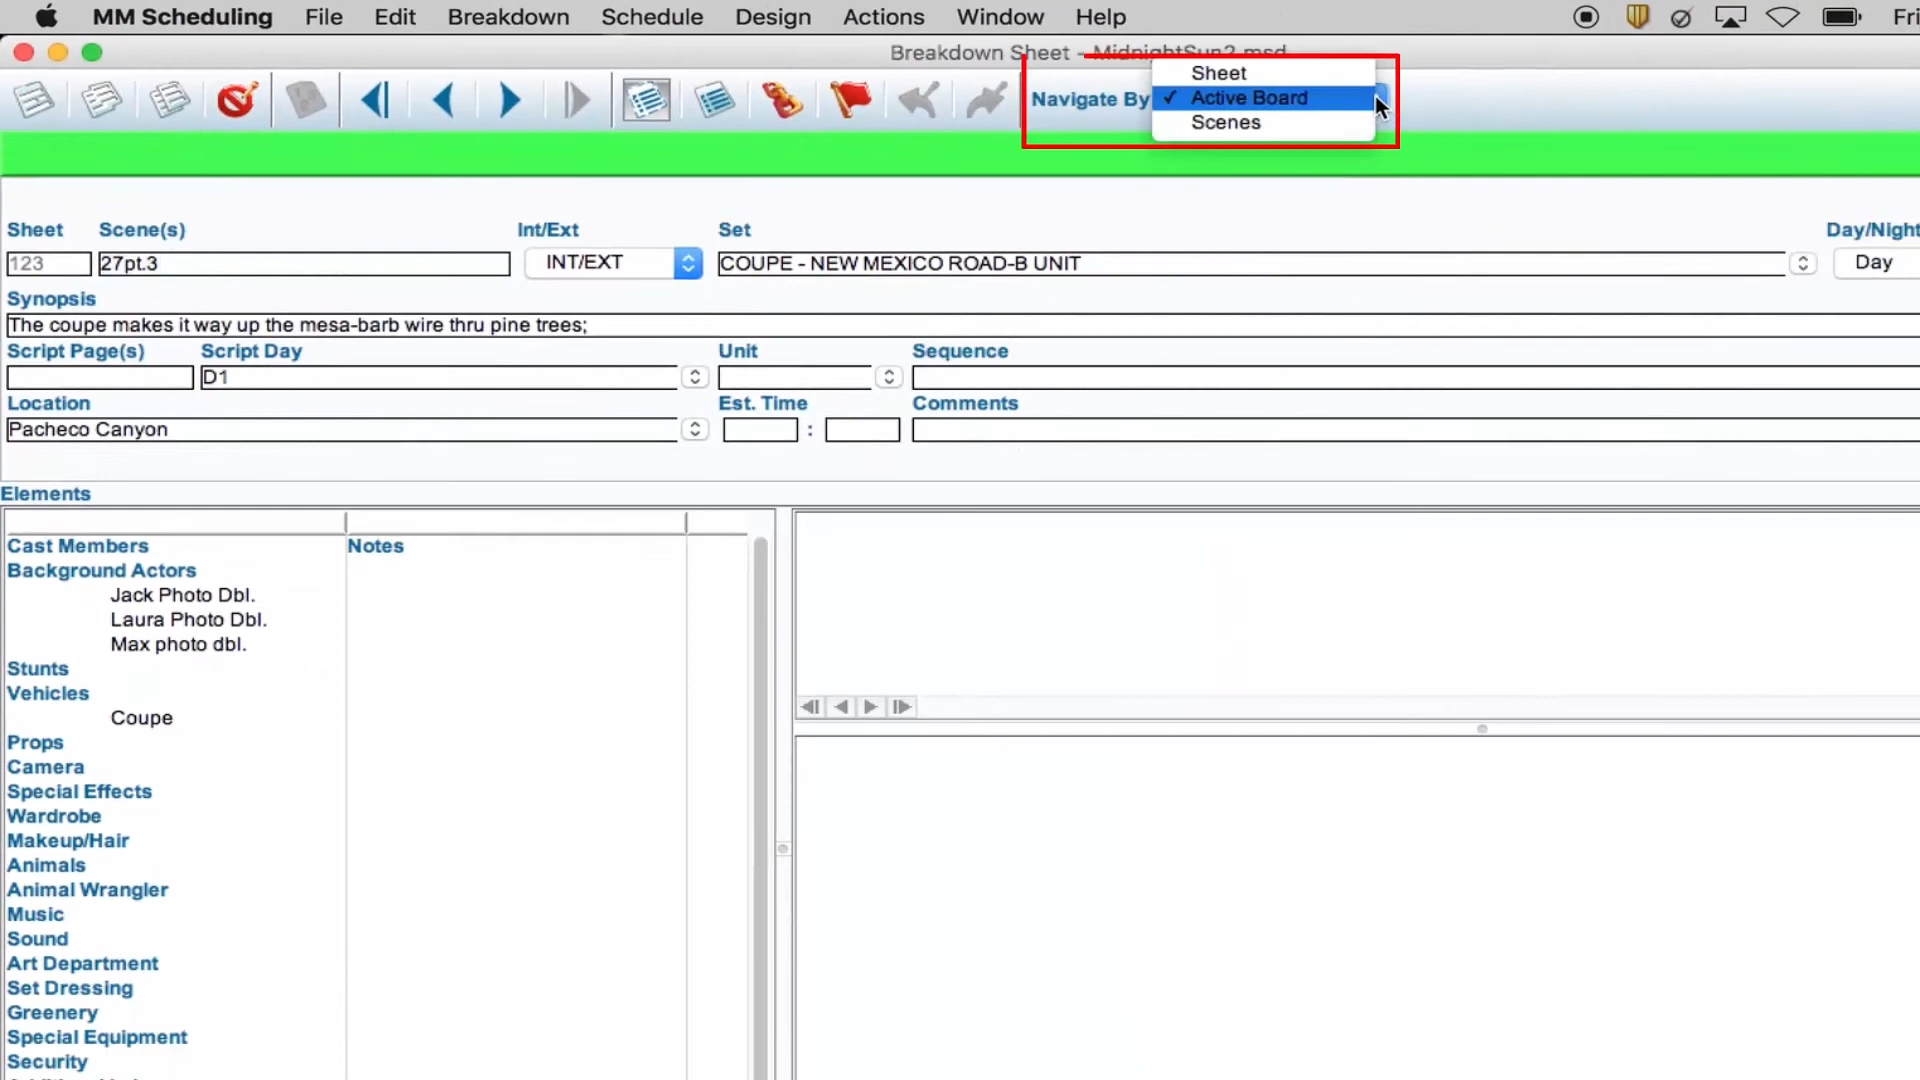 MM Scheduling File Edit Breakdown Schedule Design Actions Window Help Fri
Breakdown Sheet - MidnightSun2.msd
Sheet
Navigate By ✓ Active Board
Scenes
Sheet Scene(s) Int/Ext Set Day/Night
123 27pt.3 INT/EXT COUPE - NEW MEXICO ROAD-B UNIT Day
Synopsis
The coupe makes it way up the mesa-barb wire thru pine trees;
Script Page(s) Script Day Unit Sequence
D1
Location Est. Time Comments
Pacheco Canyon :
Elements
Cast Members Notes
Background Actors
Jack Photo Dbl.
Laura Photo Dbl.
Max photo dbl.
Stunts
Vehicles
Coupe
Props
Camera
Special Effects
Wardrobe
Makeup/Hair
Animals
Animal Wrangler
Music
Sound
Art Department
Set Dressing
Greenery
Special Equipment
Security